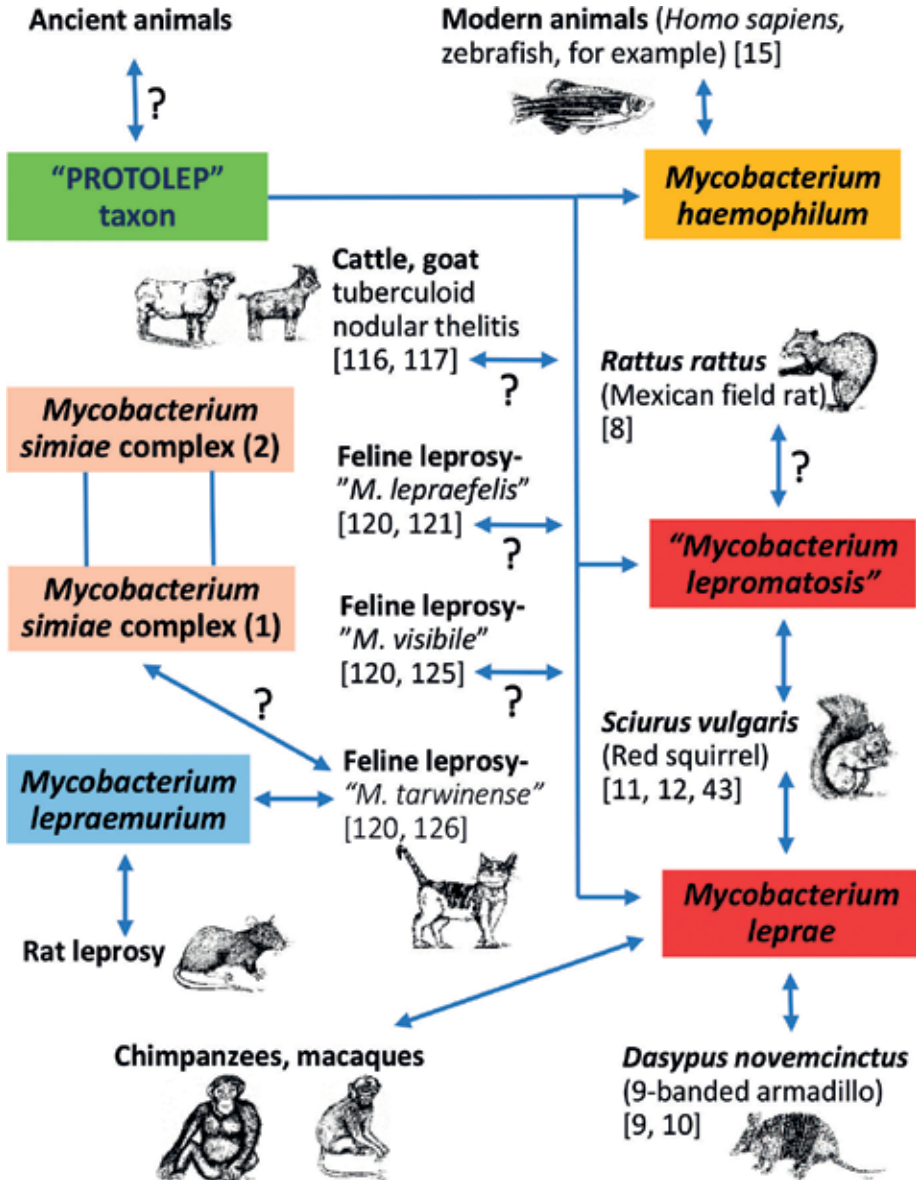 Ancient animals
?
"PROTOLEP"
taxon
Modern animals (Homo sapiens,
zebrafish, for example) [15]
Mycobacterium
haemophilum
Cattle, goat
tuberculoid
nodular thelitis
[116, 117]
?
Rattus rattus
(Mexican field rat)
[8]
?
Mycobacterium
simiae complex (2)
Feline leprosy-
"M. lepraefelis"
[120, 121]
?
"Mycobacterium
lepromatosis"
Mycobacterium
simiae complex (1)
Feline leprosy-
"M. visibile"
[120, 125]
?
?
Sciurus vulgaris
(Red squirrel)
[11, 12, 43]
Mycobacterium
lepraemurium
Feline leprosy-
"M. tarwinense"
[120, 126]
Mycobacterium
leprae
Rat leprosy
Chimpanzees, macaques
Dasypus novemcinctus
(9-banded armadillo)
[9, 10]